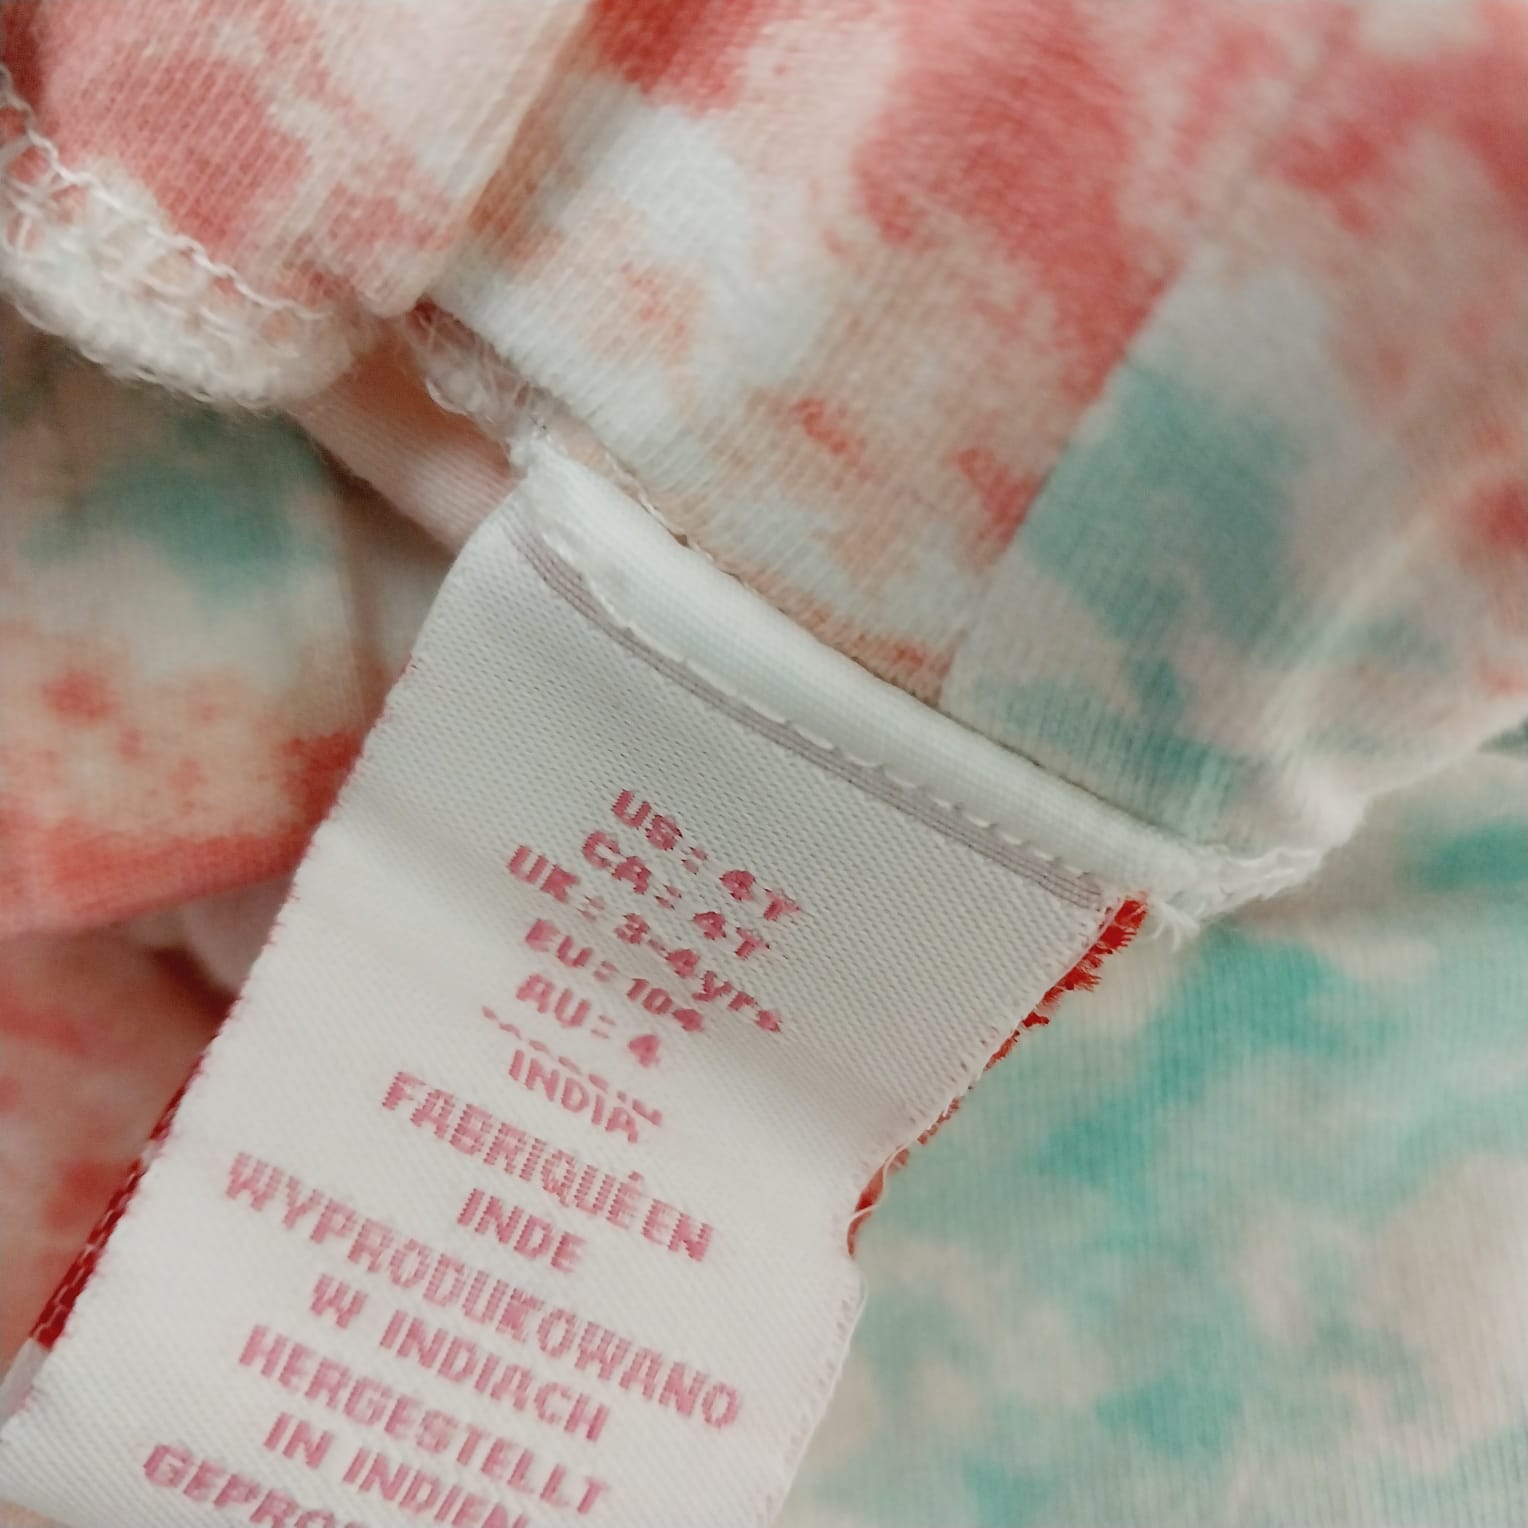 US: 4T
CA: 4T
UK: 3-4yrs
EU: 104
AU: 4
INDIA
FABRIQUÉ EN
INDE
WYPRODUKOWANO
W INDIACH
HERGESTELLT
IN INDIEN